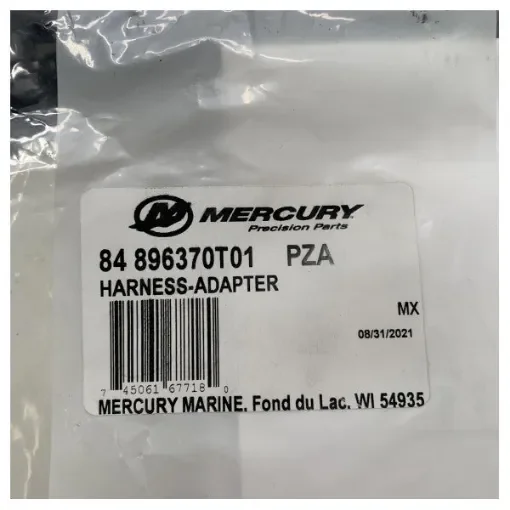 MERCURY
Precision Parts
84 896370T01 PZA
HARNESS-ADAPTER
MX
08/31/2021
7 45061 67718 0
MERCURY MARINE, Fond du Lac, WI 54935